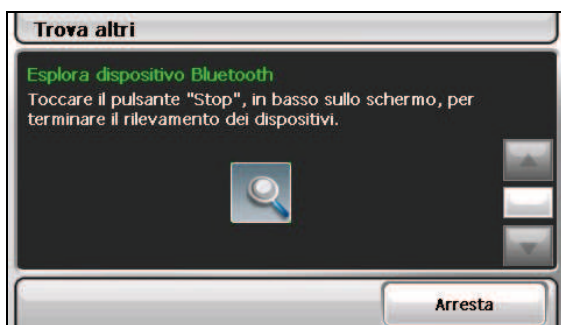 Trova altri
Esplora dispositivo Bluetooth
Toccare il pulsante "Stop", in basso sullo schermo, per
terminare il rilevamento dei dispositivi.
Arresta